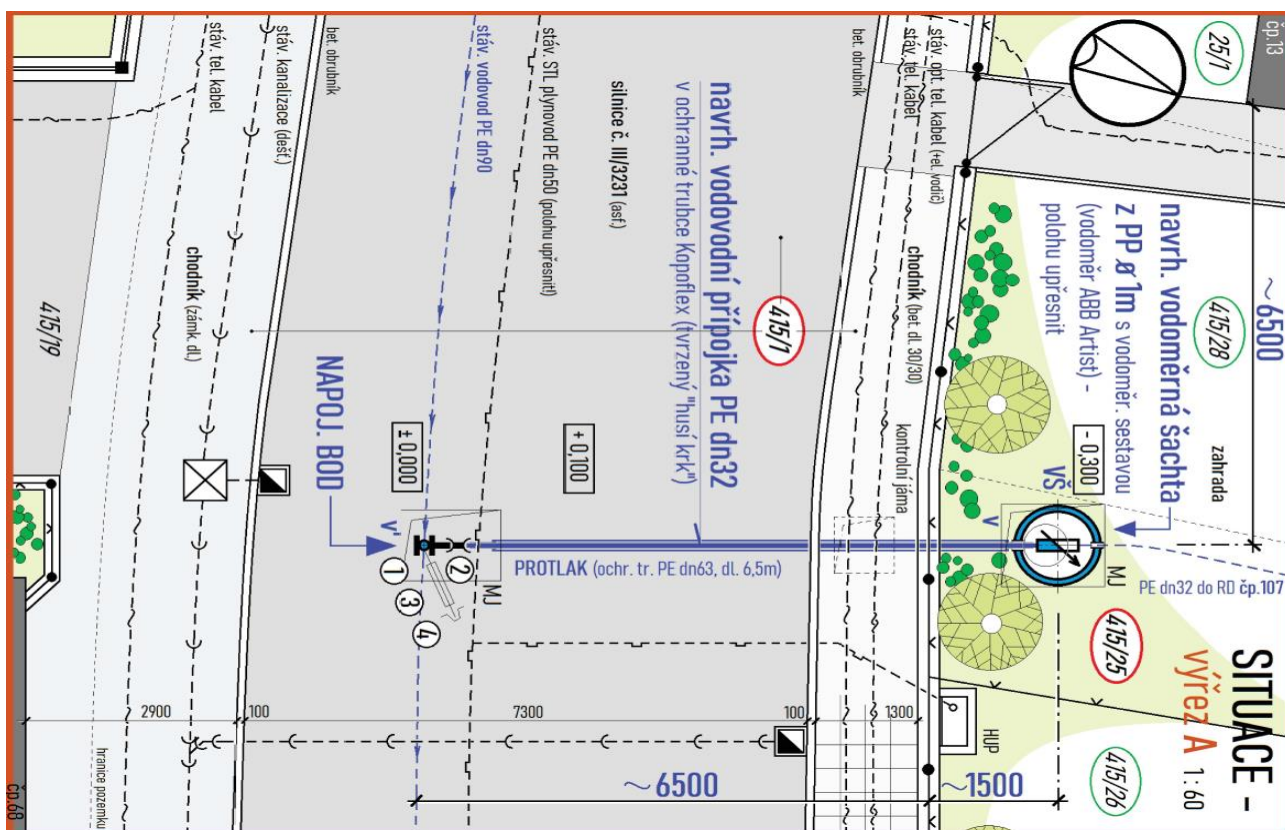 SITUACE -
výřez A 1:60
čp.13
25/1
~6500
415/28
zahrada
navrh. vodoměrná šachta
z PP ø 1m s vodoměr. sestavou
(vodoměr ABB Artist) -
polohu upřesnit
- 0,300
VŠ
V
MJ
PE dn32 do RD čp.107
415/25
415/26
HUP
~1500
stáv. opt. tel. kabel (+el. vodič)
stáv. tel. kabel
chodník (bet. dl. 30/30)
kontrolní jáma
1300
bet. obrubník
100
415/1
navrh. vodovodní přípojka PE dn32
v ochranné trubce Kopoflex (tvrzený "husí krk")
silnice č. III/3231 (asf.)
+ 0,100
PROTLAK (ochr. tr. PE dn63, dl. 6,5m)
~6500
7300
stáv. STL plynovod PE dn50 (polohu upřesnit!)
stáv. vodovod PE dn90
± 0,000
V"
MJ
1
2
3
4
NAPOJ. BOD
bet. obrubník
100
stáv. kanalizace (dešť.)
stáv. tel. kabel
chodník (zámk. dl.)
2900
hranice pozemku
415/19
čp.68